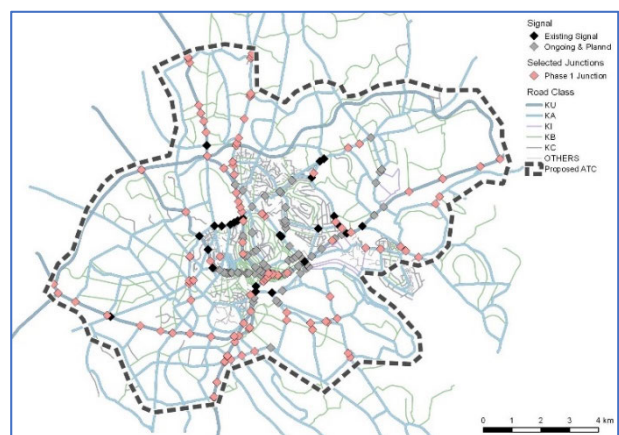 Signal
Existing Signal
Ongoing & Plannd
Selected Junctions
Phase 1 Junction
Road Class
KU
KA
KI
KB
KC
OTHERS
Proposed ATC
0 1 2 3 4 km